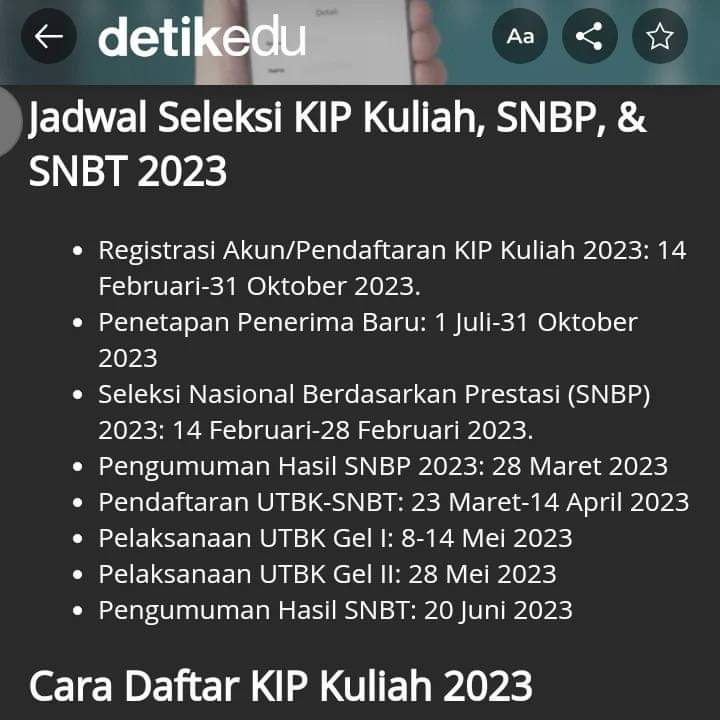 detikedu
Aa
Jadwal Seleksi KIP Kuliah, SNBP, &
SNBT 2023
• Registrasi Akun/Pendaftaran KIP Kuliah 2023: 14
Februari-31 Oktober 2023.
• Penetapan Penerima Baru: 1 Juli-31 Oktober
2023
• Seleksi Nasional Berdasarkan Prestasi (SNBP)
2023: 14 Februari-28 Februari 2023.
• Pengumuman Hasil SNBP 2023: 28 Maret 2023
• Pendaftaran UTBK-SNBT: 23 Maret-14 April 2023
• Pelaksanaan UTBK Gel I: 8-14 Mei 2023
• Pelaksanaan UTBK Gel II: 28 Mei 2023
• Pengumuman Hasil SNBT: 20 Juni 2023
Cara Daftar KIP Kuliah 2023